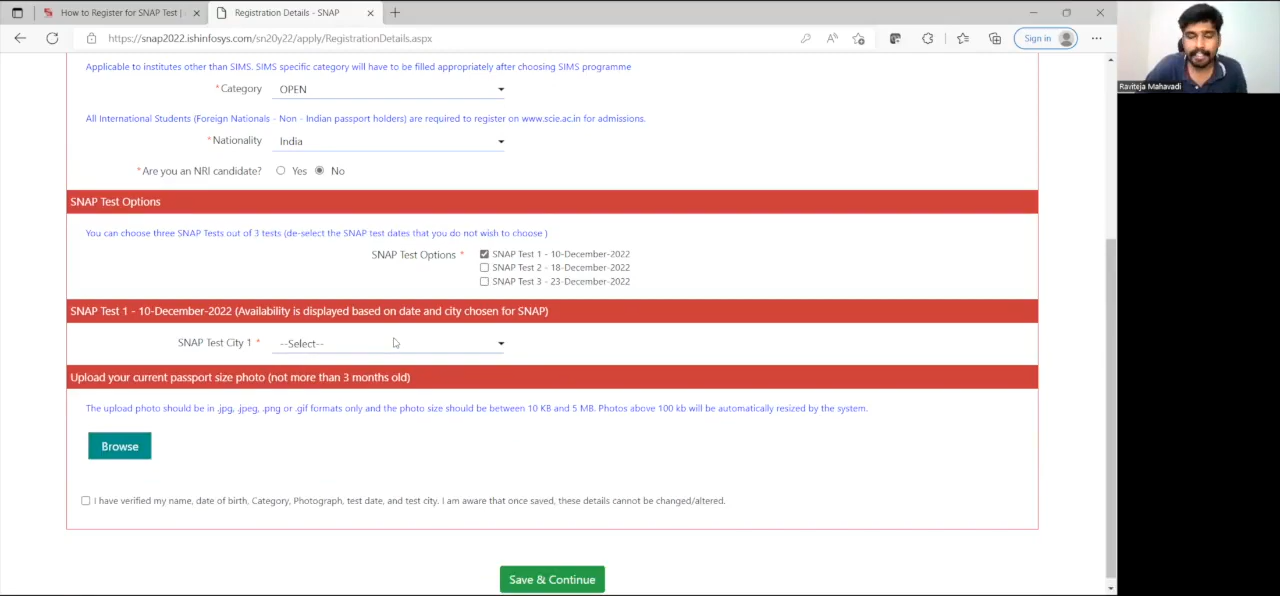 How to Register for SNAP Test |
Registration Details - SNAP
https://snap2022.ishinfosys.com/sn20y22/apply/RegistrationDetails.aspx
Sign in
Raviteja Mahavadi
Applicable to institutes other than SIMS. SIMS specific category will have to be filled appropriately after choosing SIMS programme
*Category OPEN
All International Students (Foreign Nationals - Non - Indian passport holders) are required to register on www.scie.ac.in for admissions.
*Nationality India
*Are you an NRI candidate? Yes No
SNAP Test Options
You can choose three SNAP Tests out of 3 tests (de-select the SNAP test dates that you do not wish to choose )
SNAP Test Options * SNAP Test 1 - 10-December-2022
SNAP Test 2 - 18-December-2022
SNAP Test 3 - 23-December-2022
SNAP Test 1 - 10-December-2022 (Availability is displayed based on date and city chosen for SNAP)
SNAP Test City 1 * --Select--
Upload your current passport size photo (not more than 3 months old)
The upload photo should be in .jpg, .jpeg, .png or .gif formats only and the photo size should be between 10 KB and 5 MB. Photos above 100 kb will be automatically resized by the system.
Browse
I have verified my name, date of birth, Category, Photograph, test date, and test city. I am aware that once saved, these details cannot be changed/altered.
Save & Continue